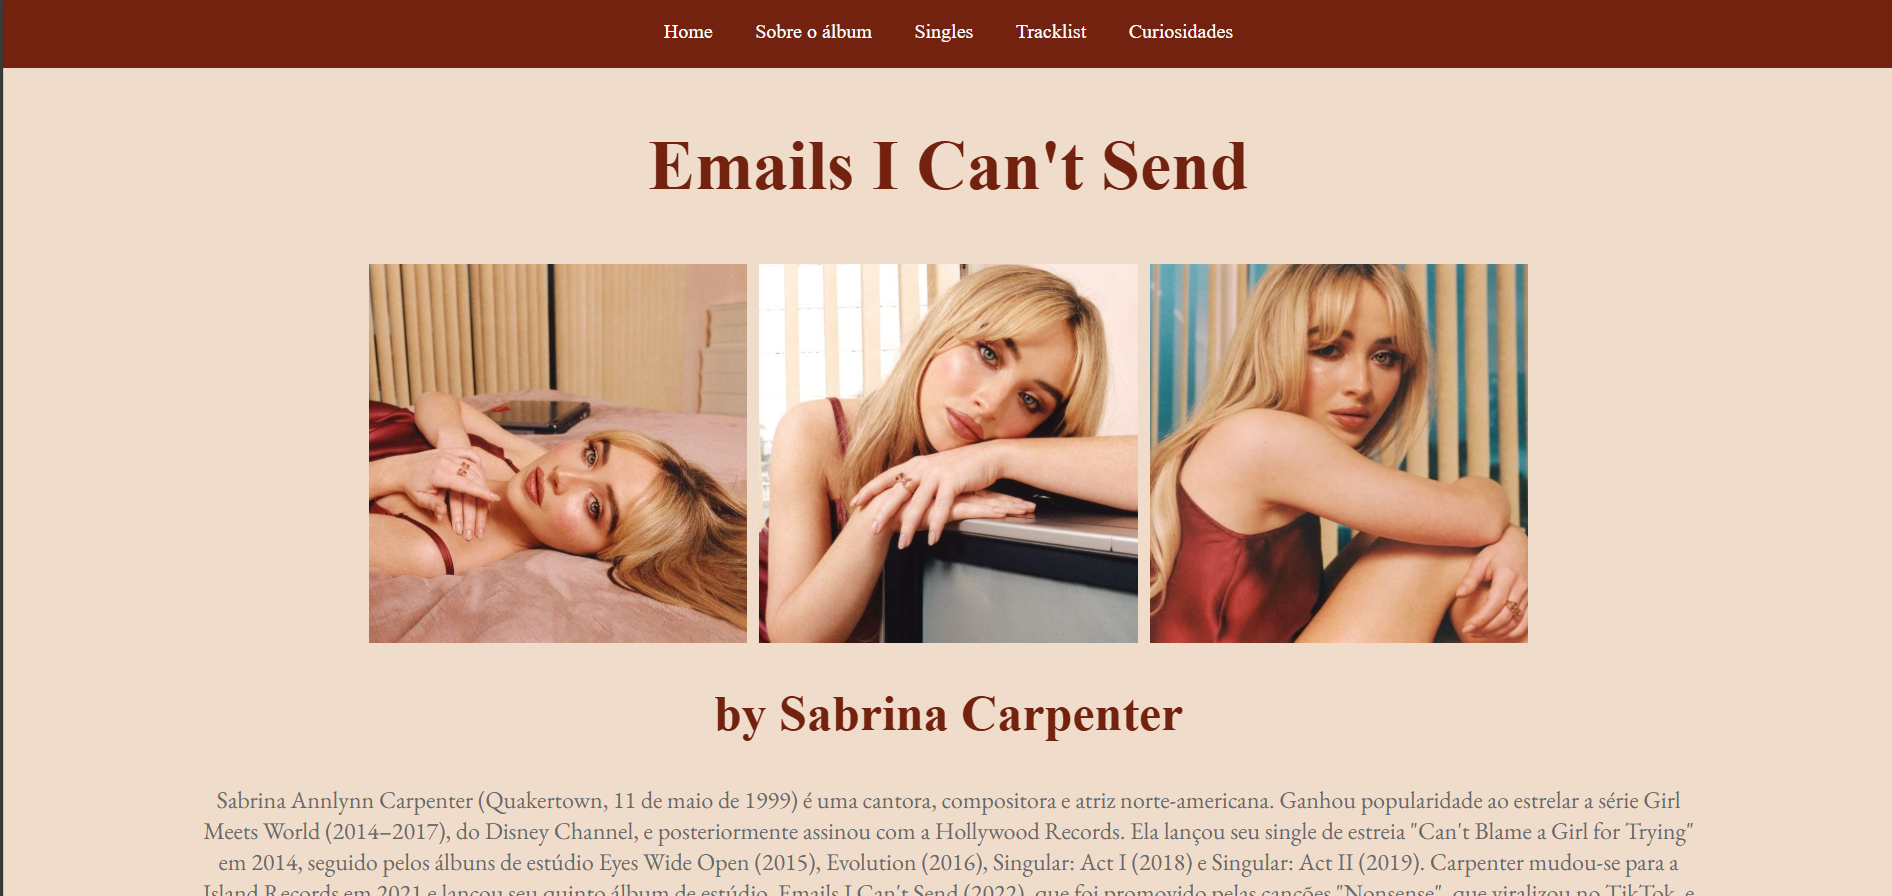 Home Sobre o álbum Singles Tracklist Curiosidades
Emails I Can't Send
by Sabrina Carpenter
Sabrina Annlynn Carpenter (Quakertown, 11 de maio de 1999) é uma cantora, compositora e atriz norte-americana. Ganhou popularidade ao estrelar a série Girl
Meets World (2014–2017), do Disney Channel, e posteriormente assinou com a Hollywood Records. Ela lançou seu single de estreia "Can't Blame a Girl for Trying"
em 2014, seguido pelos álbuns de estúdio Eyes Wide Open (2015), Evolution (2016), Singular: Act I (2018) e Singular: Act II (2019). Carpenter mudou-se para a
Island Records em 2021 e lançou seu quinto álbum de estúdio, Emails I Can't Send (2022), que foi promovido pelas canções "Nonsense", que viralizou no TikTok, e